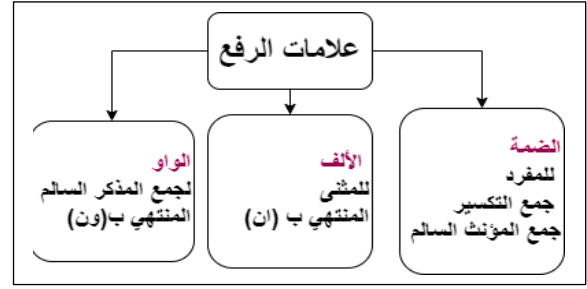 علامات الرفع
الضمة
للمفرد
جمع التكسير
جمع المؤنث السالم
الألف
للمثنى
المنتهي ب (ان)
الواو
لجمع المذكر السالم
المنتهي ب(ون)